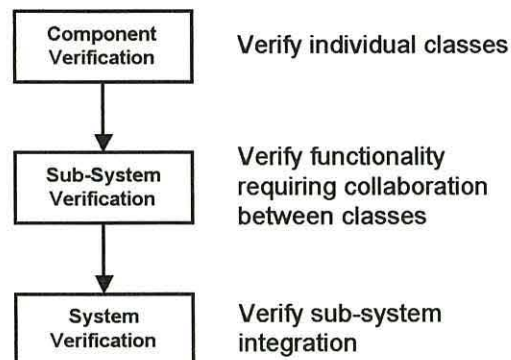 Component
Verification
Verify individual classes
Sub-System
Verification
Verify functionality
requiring collaboration
between classes
System
Verification
Verify sub-system
integration